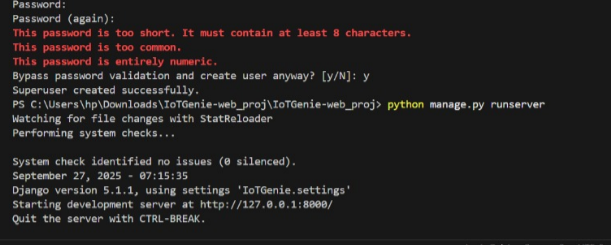 Password:
Password (again):
This password is too short. It must contain at least 8 characters.
This password is too common.
This password is entirely numeric.
Bypass password validation and create user anyway? [y/N]: y
Superuser created successfully.
PS C:\Users\hp\Downloads\IoTGenie-web_proj\IoTGenie-web_proj> python manage.py runserver
Watching for file changes with StatReloader
Performing system checks...

System check identified no issues (0 silenced).
September 27, 2025 - 07:15:35
Django version 5.1.1, using settings 'IoTGenie.settings'
Starting development server at http://127.0.0.1:8000/
Quit the server with CTRL-BREAK.